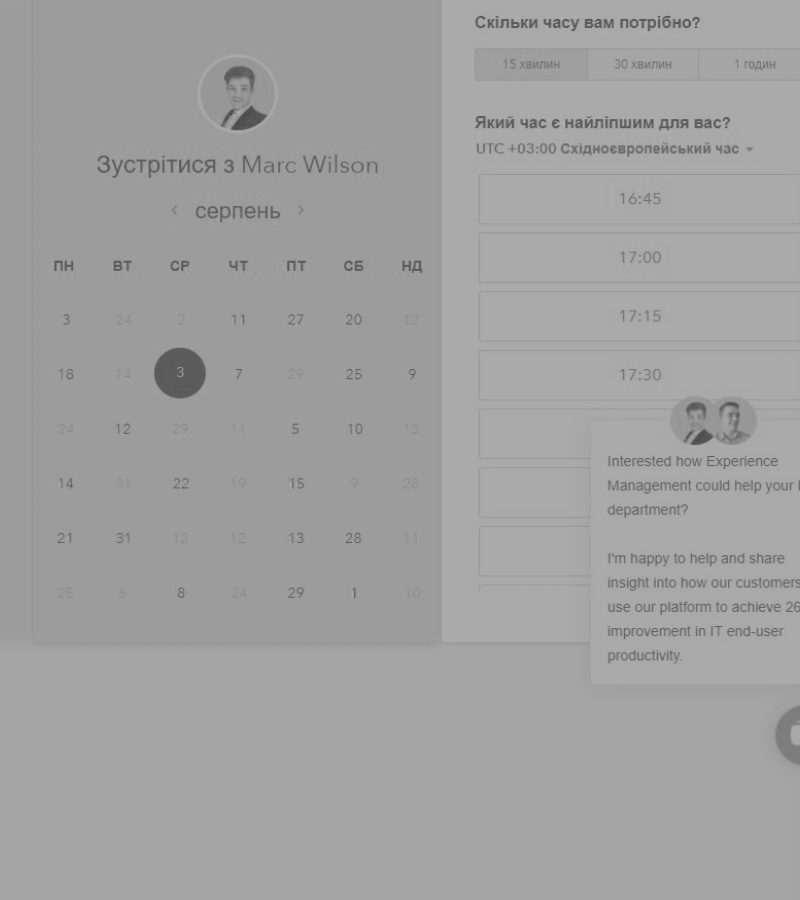 Зустрітися з Marc Wilson
серпень
ПН ВТ СР ЧТ ПТ СБ НД
3 24 2 11 27 20 12
18 14 3 7 29 25 9
24 12 29 11 5 10 13
14 31 22 19 15 9 28
21 31 12 12 13 28 11
25 6 8 24 29 1 10
Скільки часу вам потрібно?
15 хвилин 30 хвилин 1 годин
Який час є найліпшим для вас?
UTC +03:00 Східноєвропейський час
16:45
17:00
17:15
17:30
Interested how Experience
Management could help your
department?
I'm happy to help and share
insight into how our customers
use our platform to achieve 26
improvement in IT end-user
productivity.